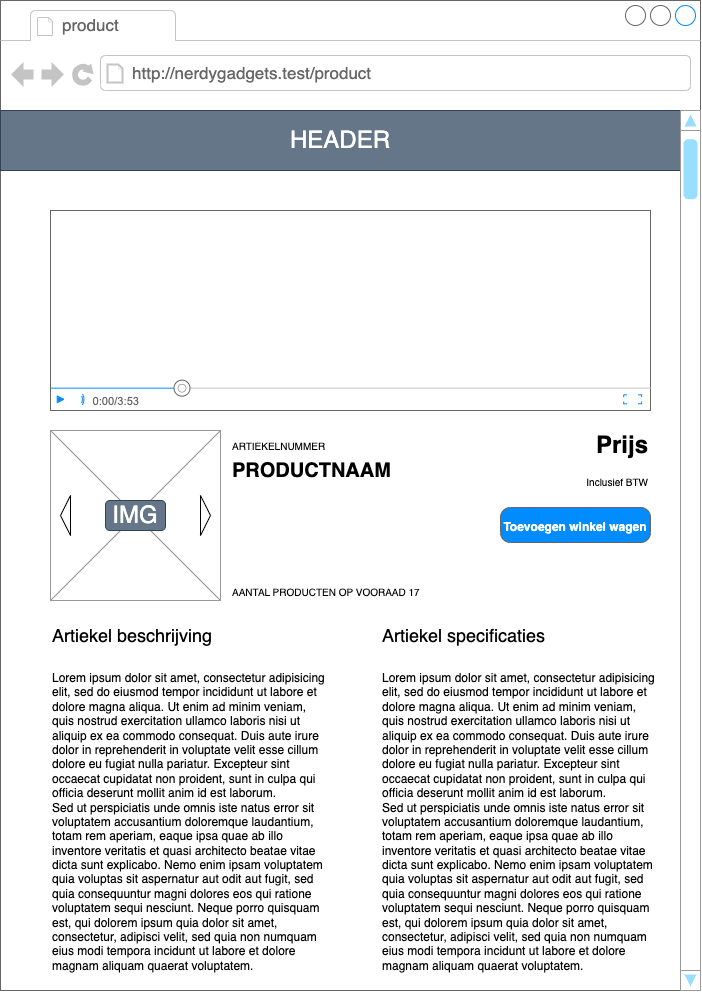 product
http://nerdygadgets.test/product
HEADER
0:00/3:53
ARTIEKELNUMMER
PRODUCTNAAM
Prijs
Inclusief BTW
IMG
Toevoegen winkel wagen
AANTAL PRODUCTEN OP VOORAAD 17
Artiekel beschrijving
Lorem ipsum dolor sit amet, consectetur adipisicing
elit, sed do eiusmod tempor incididunt ut labore et
dolore magna aliqua. Ut enim ad minim veniam,
quis nostrud exercitation ullamco laboris nisi ut
aliquip ex ea commodo consequat. Duis aute irure
dolor in reprehenderit in voluptate velit esse cillum
dolore eu fugiat nulla pariatur. Excepteur sint
occaecat cupidatat non proident, sunt in culpa qui
officia deserunt mollit anim id est laborum.
Sed ut perspiciatis unde omnis iste natus error sit
voluptatem accusantium doloremque laudantium,
totam rem aperiam, eaque ipsa quae ab illo
inventore veritatis et quasi architecto beatae vitae
dicta sunt explicabo. Nemo enim ipsam voluptatem
quia voluptas sit aspernatur aut odit aut fugit, sed
quia consequuntur magni dolores eos qui ratione
voluptatem sequi nesciunt. Neque porro quisquam
est, qui dolorem ipsum quia dolor sit amet,
consectetur, adipisci velit, sed quia non numquam
eius modi tempora incidunt ut labore et dolore
magnam aliquam quaerat voluptatem.
Artiekel specificaties
Lorem ipsum dolor sit amet, consectetur adipisicing
elit, sed do eiusmod tempor incididunt ut labore et
dolore magna aliqua. Ut enim ad minim veniam,
quis nostrud exercitation ullamco laboris nisi ut
aliquip ex ea commodo consequat. Duis aute irure
dolor in reprehenderit in voluptate velit esse cillum
dolore eu fugiat nulla pariatur. Excepteur sint
occaecat cupidatat non proident, sunt in culpa qui
officia deserunt mollit anim id est laborum.
Sed ut perspiciatis unde omnis iste natus error sit
voluptatem accusantium doloremque laudantium,
totam rem aperiam, eaque ipsa quae ab illo
inventore veritatis et quasi architecto beatae vitae
dicta sunt explicabo. Nemo enim ipsam voluptatem
quia voluptas sit aspernatur aut odit aut fugit, sed
quia consequuntur magni dolores eos qui ratione
voluptatem sequi nesciunt. Neque porro quisquam
est, qui dolorem ipsum quia dolor sit amet,
consectetur, adipisci velit, sed quia non numquam
eius modi tempora incidunt ut labore et dolore
magnam aliquam quaerat voluptatem.